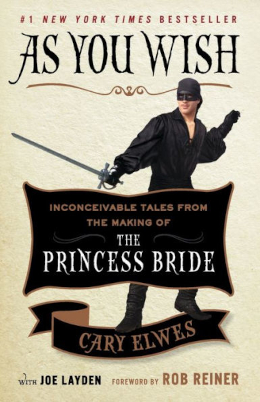 #1 NEW YORK TIMES BESTSELLER
AS YOU WISH
INCONCEIVABLE TALES FROM
THE MAKING OF
THE
PRINCESS BRIDE
CARY ELWES
WITH JOE LAYDEN FOREWORD BY ROB REINER